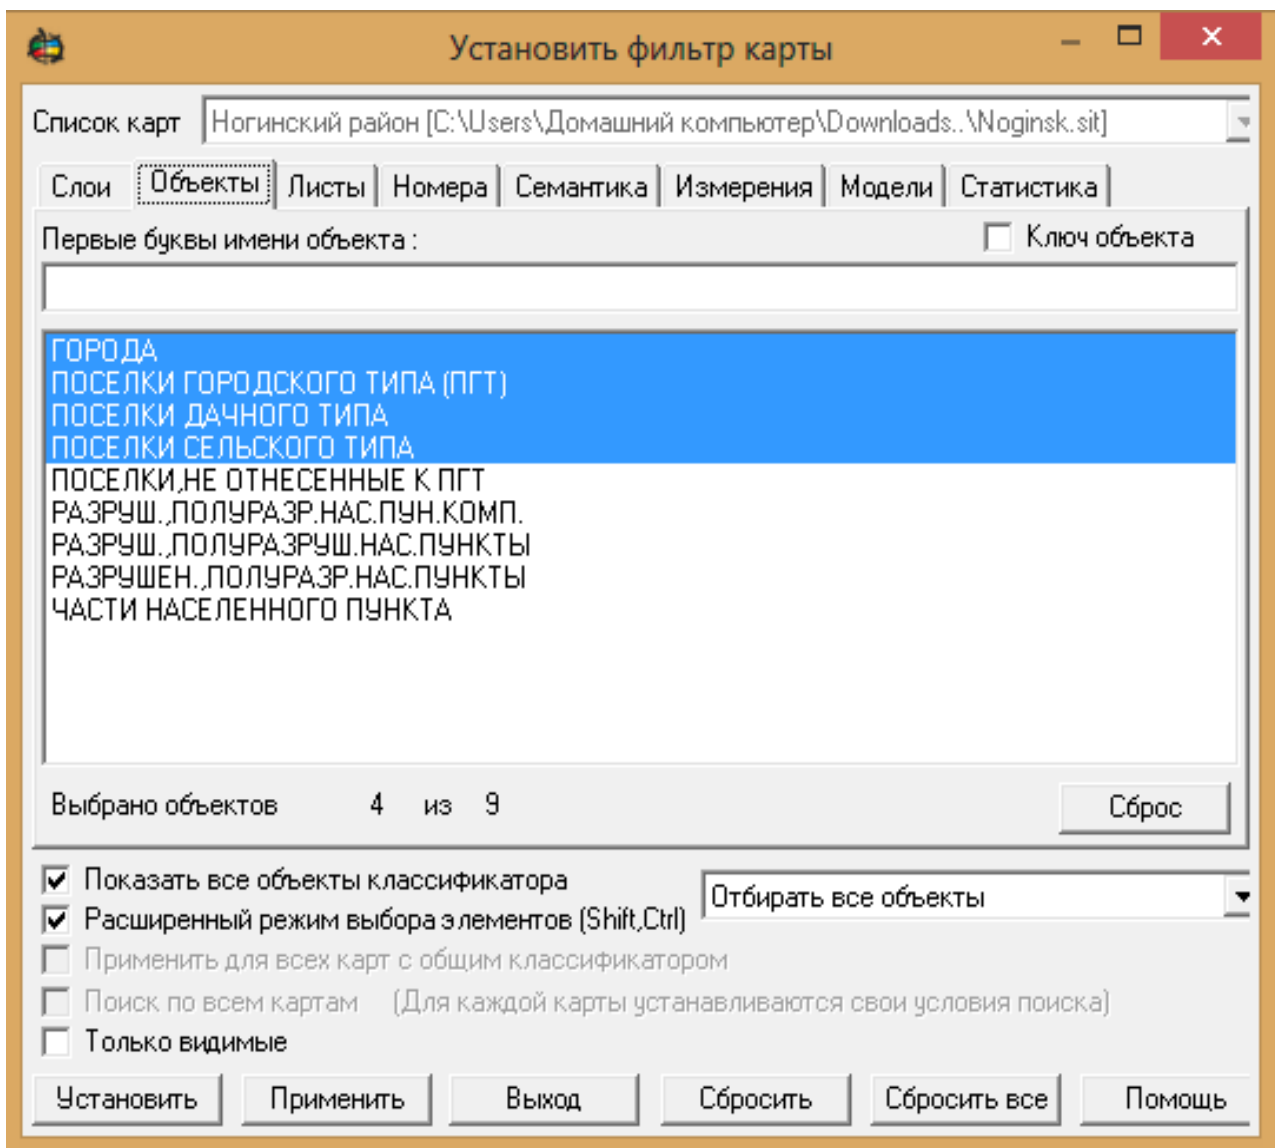 Установить фильтр карты
Список карт Ногинский район [C:\Users\Домашний компьютер\Downloads..\Noginsk.sit]
Слои Объекты Листы Номера Семантика Измерения Модели Статистика
Первые буквы имени объекта : Ключ объекта
ГОРОДА
ПОСЕЛКИ ГОРОДСКОГО ТИПА (ПГТ)
ПОСЕЛКИ ДАЧНОГО ТИПА
ПОСЕЛКИ СЕЛЬСКОГО ТИПА
ПОСЕЛКИ,НЕ ОТНЕСЕННЫЕ К ПГТ
РАЗРУШ.,ПОЛУРАЗР.НАС.ПУН.КОМП.
РАЗРУШ.,ПОЛУРАЗРУШ.НАС.ПУНКТЫ
РАЗРУШЕН.,ПОЛУРАЗР.НАС.ПУНКТЫ
ЧАСТИ НАСЕЛЕННОГО ПУНКТА
Выбрано объектов 4 из 9 Сброс
Показать все объекты классификатора Отбирать все объекты
Расширенный режим выбора элементов (Shift,Ctrl)
Применить для всех карт с общим классификатором
Поиск по всем картам (Для каждой карты устанавливаются свои условия поиска)
Только видимые
Установить Применить Выход Сбросить Сбросить все Помощь